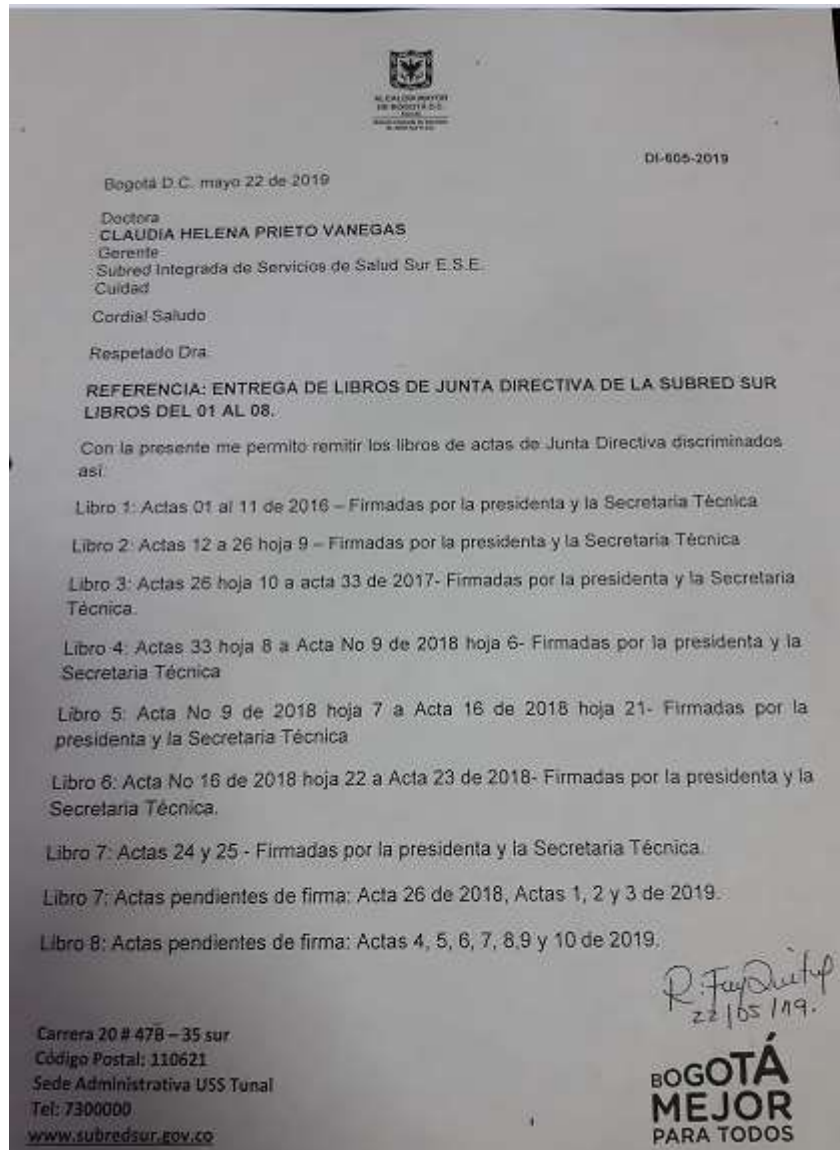 ALCALDÍA MAYOR
DE BOGOTÁ D.C.
DI-605-2019
Bogotá D.C. mayo 22 de 2019
Doctora
CLAUDIA HELENA PRIETO VANEGAS
Gerente
Subred Integrada de Servicios de Salud Sur E.S.E.
Cuidad
Cordial Saludo
Respetado Dra.
REFERENCIA: ENTREGA DE LIBROS DE JUNTA DIRECTIVA DE LA SUBRED SUR
LIBROS DEL 01 AL 08.
Con la presente me permito remitir los libros de actas de Junta Directiva discriminados
así:
Libro 1: Actas 01 al 11 de 2016 – Firmadas por la presidenta y la Secretaria Técnica
Libro 2: Actas 12 a 26 hoja 9 – Firmadas por la presidenta y la Secretaria Técnica
Libro 3: Actas 26 hoja 10 a acta 33 de 2017- Firmadas por la presidenta y la Secretaria
Técnica.
Libro 4: Actas 33 hoja 8 a Acta No 9 de 2018 hoja 6- Firmadas por la presidenta y la
Secretaria Técnica
Libro 5: Acta No 9 de 2018 hoja 7 a Acta 16 de 2018 hoja 21- Firmadas por la
presidenta y la Secretaria Técnica
Libro 6: Acta No 16 de 2018 hoja 22 a Acta 23 de 2018- Firmadas por la presidenta y la
Secretaria Técnica.
Libro 7: Actas 24 y 25 - Firmadas por la presidenta y la Secretaria Técnica.
Libro 7: Actas pendientes de firma: Acta 26 de 2018, Actas 1, 2 y 3 de 2019.
Libro 8: Actas pendientes de firma: Actas 4, 5, 6, 7, 8,9 y 10 de 2019.
22/05/19.
Carrera 20 # 47B – 35 sur
Código Postal: 110621
Sede Administrativa USS Tunal
Tel: 7300000
www.subredsur.gov.co
1
BOGOTÁ
MEJOR
PARA TODOS